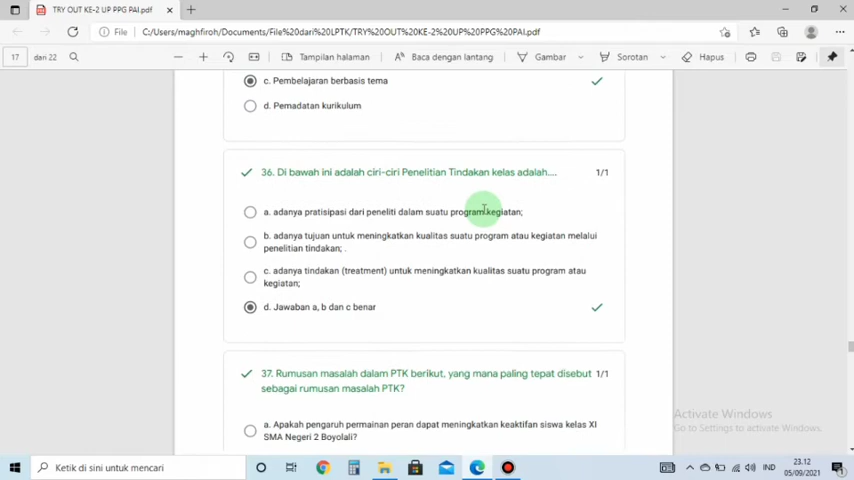 TRY OUT KE-2 UP PPG PAI.pdf
File
C:/Users/maghfiroh/Documents/File%20dari%20LPTK/TRY%20OUT%20KE-2%20UP%20PPG%20PAI.pdf
17 dari 22
Tampilan halaman
Baca dengan lantang
Gambar
Sorotan
Hapus
c. Pembelajaran berbasis tema
d. Pemadatan kurikulum
36. Di bawah ini adalah ciri-ciri Penelitian Tindakan kelas adalah.... 1/1
a. adanya pratisipasi dari peneliti dalam suatu program kegiatan;
b. adanya tujuan untuk meningkatkan kualitas suatu program atau kegiatan melalui
penelitian tindakan; .
c. adanya tindakan (treatment) untuk meningkatkan kualitas suatu program atau
kegiatan;
d. Jawaban a, b dan c benar
37. Rumusan masalah dalam PTK berikut, yang mana paling tepat disebut 1/1
sebagai rumusan masalah PTK?
a. Apakah pengaruh permainan peran dapat meningkatkan keaktifan siswa kelas XI
SMA Negeri 2 Boyolali?
Activate Windows
Go to Settings to activate Windows.
Ketik di sini untuk mencari
IND
23.12
05/09/2021